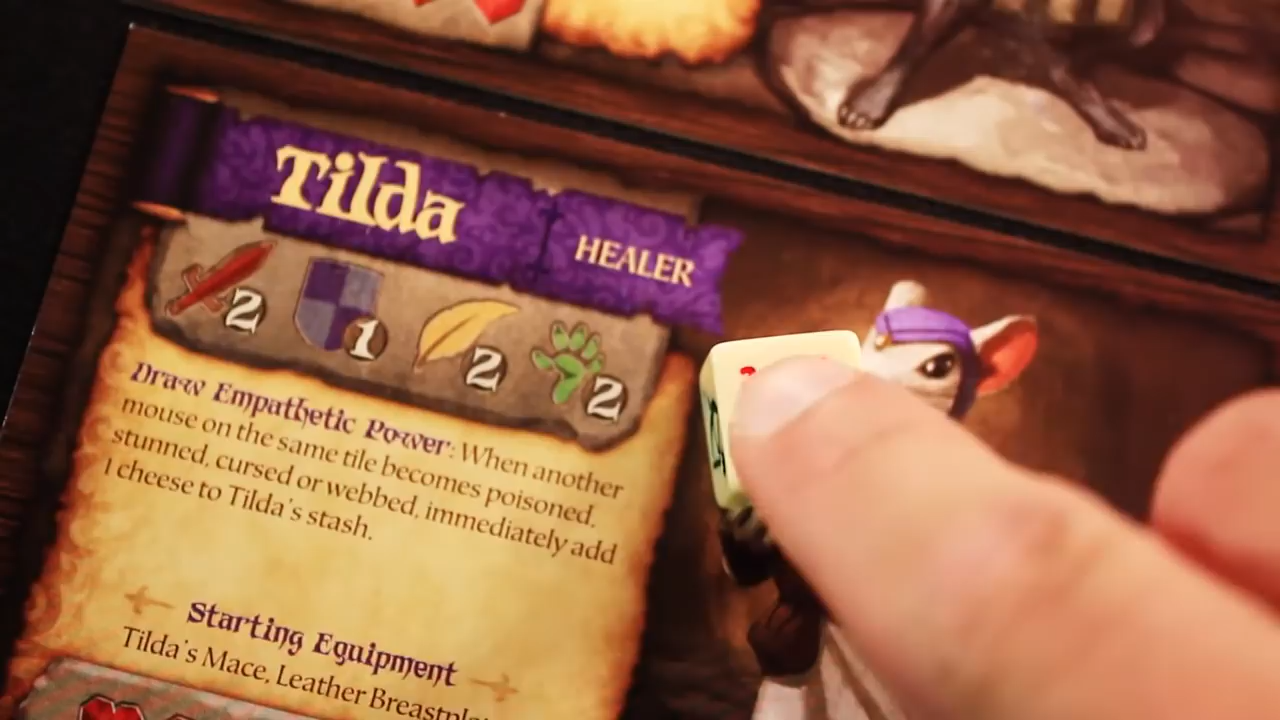 Tilda
HEALER
2 1 2 2
Draw Empathetic Power: When another
mouse on the same tile becomes poisoned,
stunned, cursed or webbed, immediately add
1 cheese to Tilda's stash.
Starting Equipment
Tilda's Mace, Leather